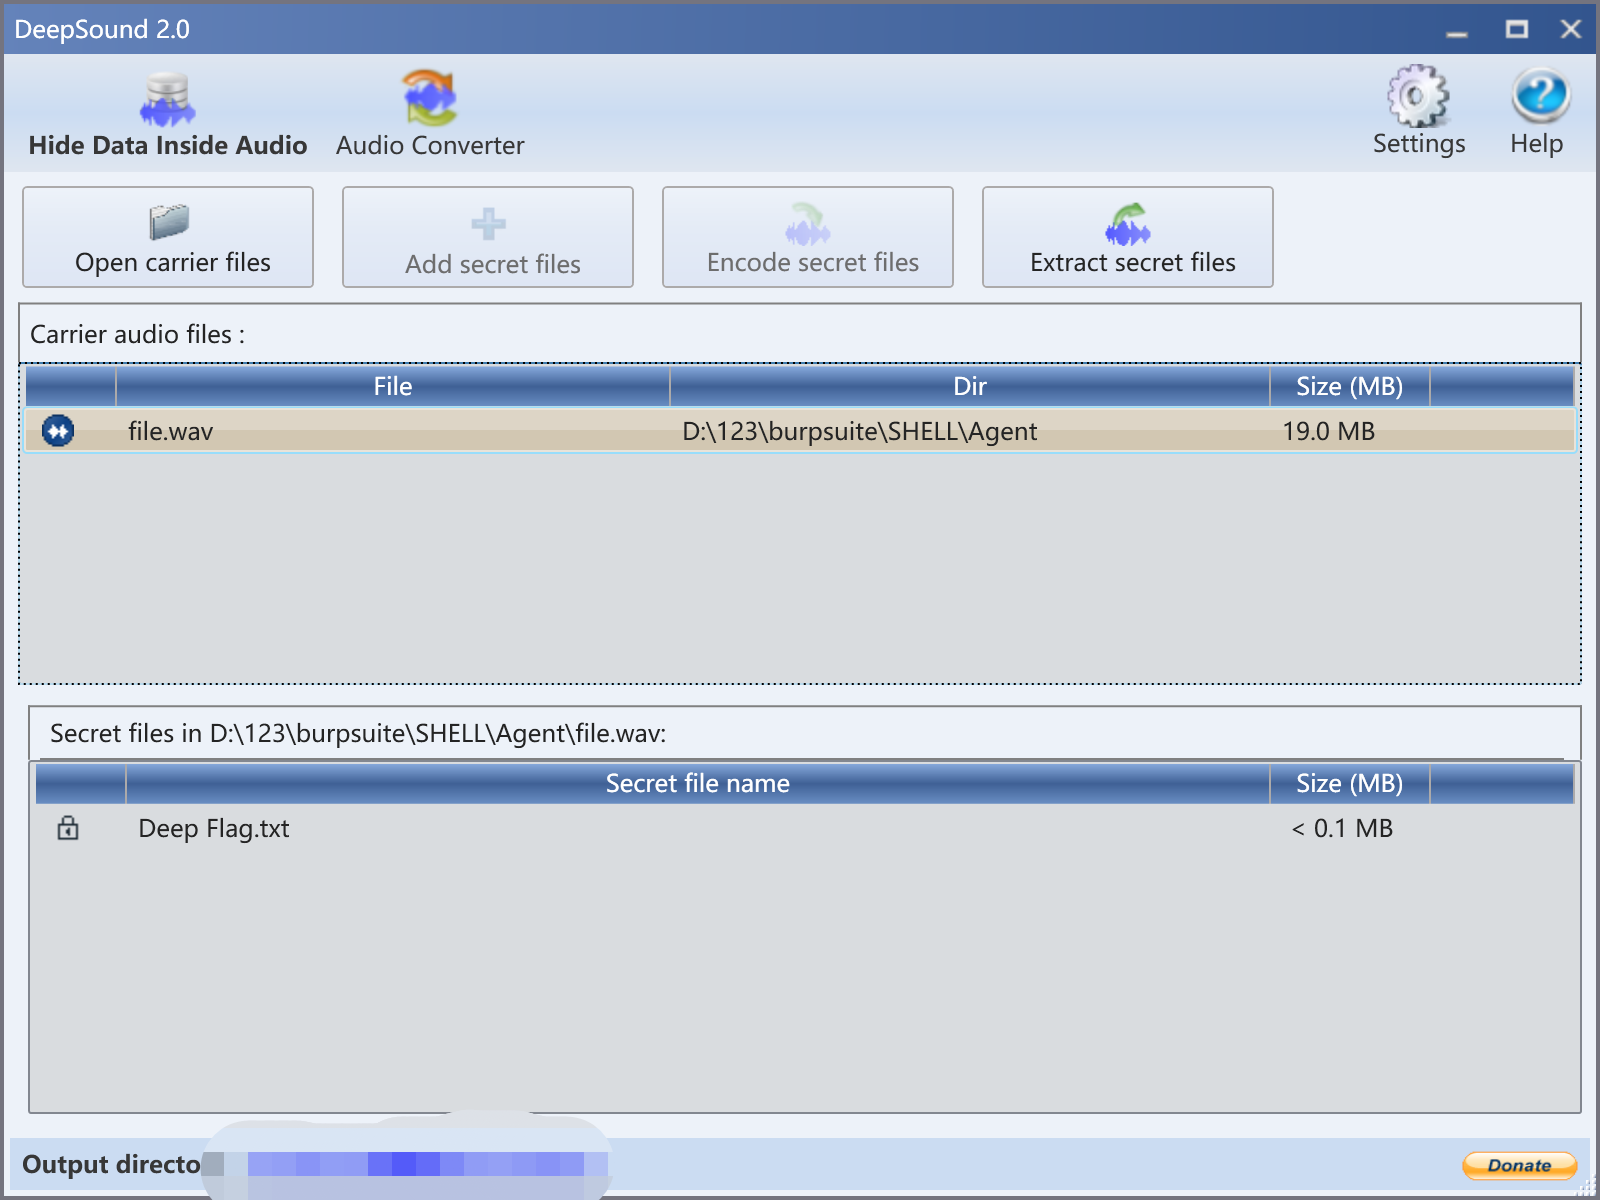 DeepSound 2.0
Hide Data Inside Audio
Audio Converter
Settings
Help
Open carrier files
Add secret files
Encode secret files
Extract secret files
Carrier audio files :
File Dir Size (MB)
file.wav D:\123\burpsuite\SHELL\Agent 19.0 MB
Secret files in D:\123\burpsuite\SHELL\Agent\file.wav:
Secret file name Size (MB)
Deep Flag.txt < 0.1 MB
Output directo
Donate